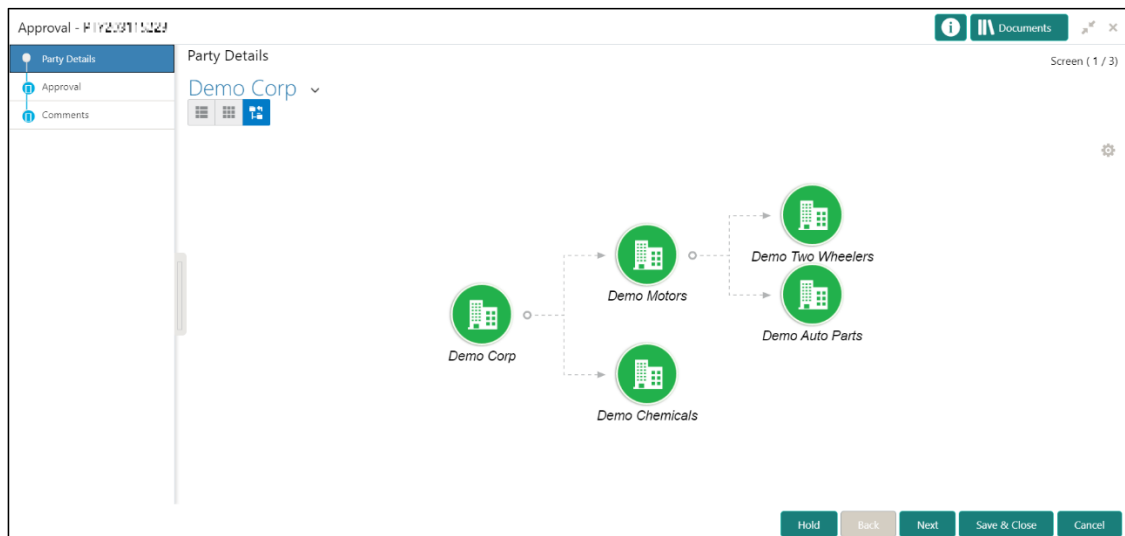 Approval -
Documents
Party Details
Approval
Comments
Party Details
Screen ( 1 / 3)
Demo Corp
Demo Two Wheelers
Demo Motors
Demo Auto Parts
Demo Corp
Demo Chemicals
Hold
Back
Next
Save & Close
Cancel